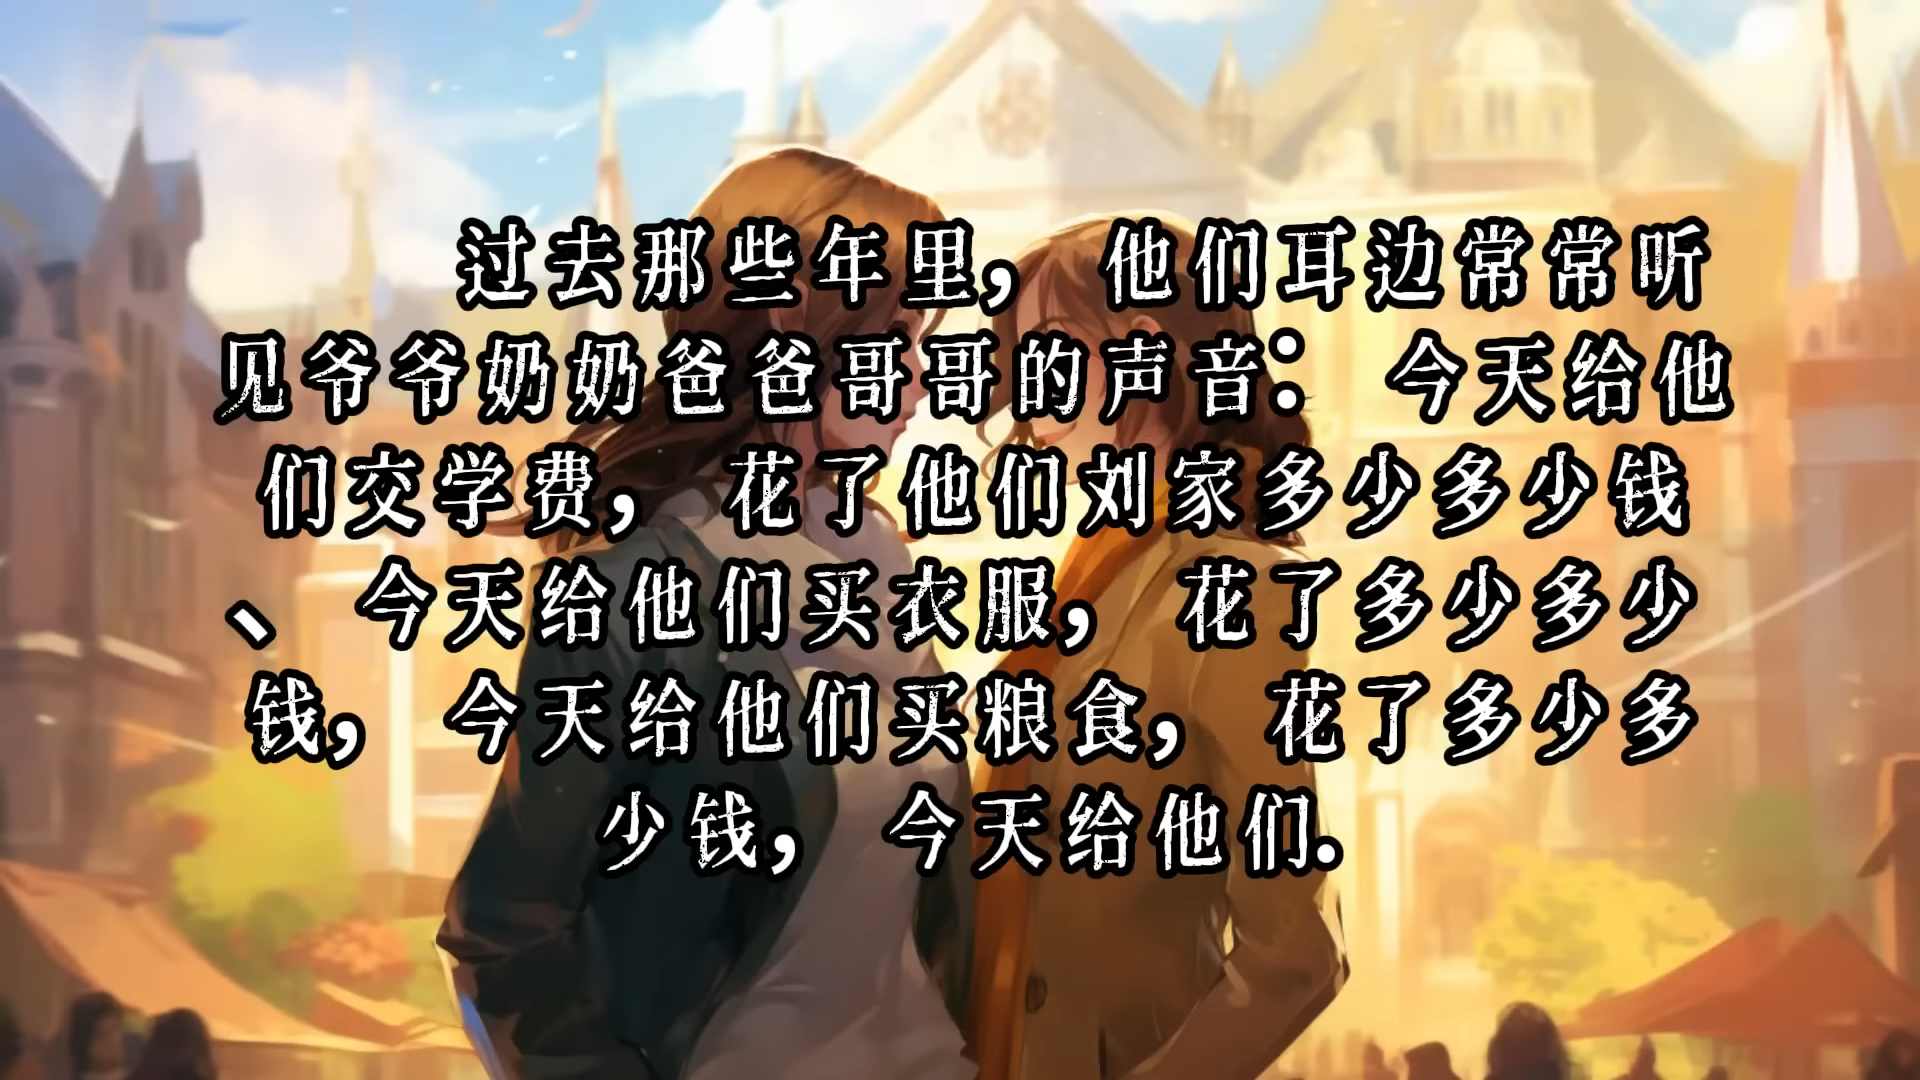 过去那些年里，他们耳边常常听
见爷爷奶奶爸爸哥哥的声音：今天给他
们交学费，花了他们刘家多少多少钱
、今天给他们买衣服，花了多少多少
钱，今天给他们买粮食，花了多少多
少钱，今天给他们.